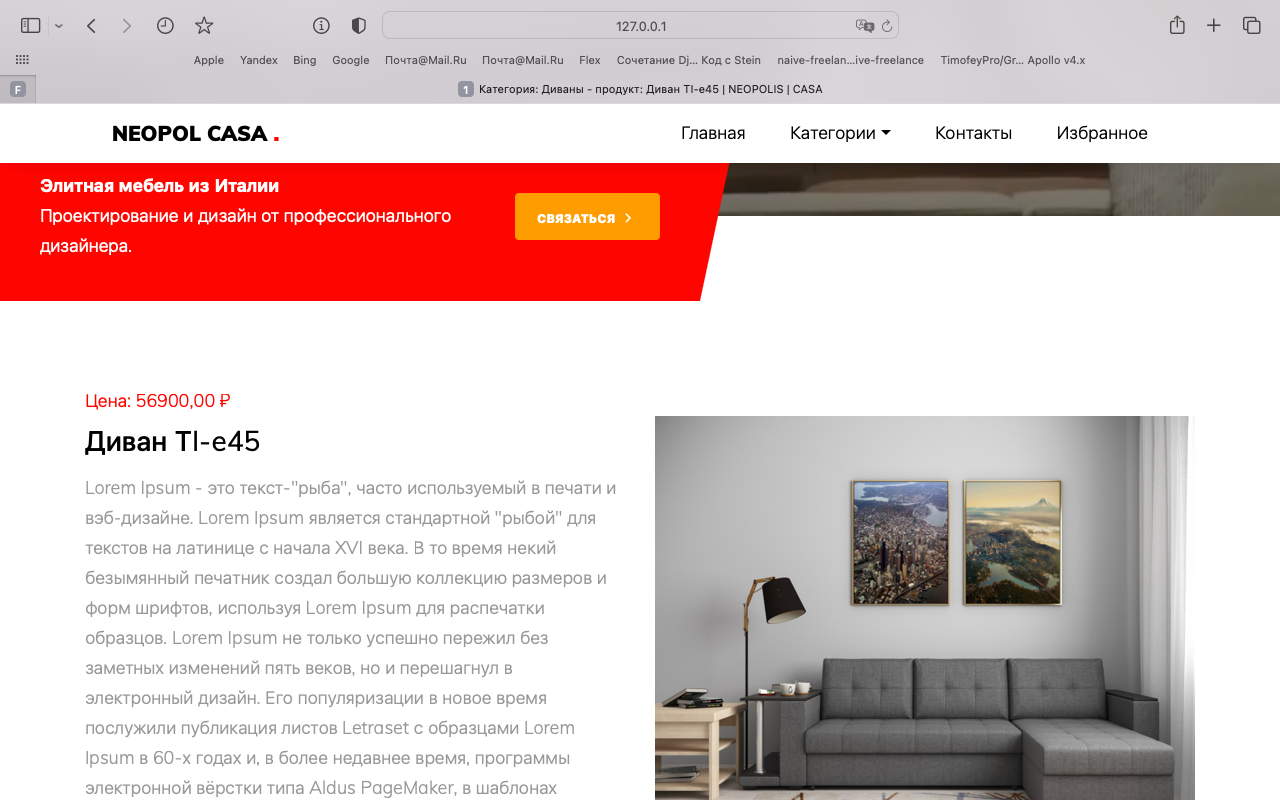 127.0.0.1
Apple Yandex Bing Google Почта@Mail.Ru Почта@Mail.Ru Flex Сочетание Dj... Код с Stein naive-freelan...ive-freelance TimofeyPro/Gr... Apollo v4.x
F
1 Категория: Диваны - продукт: Диван TI-e45 | NEOPOLIS | CASA
NEOPOL CASA .
Главная Категории Контакты Избранное
Элитная мебель из Италии
Проектирование и дизайн от профессионального
дизайнера.
СВЯЗАТЬСЯ
Цена: 56900,00 ₽
Диван TI-e45
Lorem Ipsum - это текст-"рыба", часто используемый в печати и
вэб-дизайне. Lorem Ipsum является стандартной "рыбой" для
текстов на латинице с начала XVI века. В то время некий
безымянный печатник создал большую коллекцию размеров и
форм шрифтов, используя Lorem Ipsum для распечатки
образцов. Lorem Ipsum не только успешно пережил без
заметных изменений пять веков, но и перешагнул в
электронный дизайн. Его популяризации в новое время
послужили публикация листов Letraset с образцами Lorem
Ipsum в 60-х годах и, в более недавнее время, программы
электронной вёрстки типа Aldus PageMaker, в шаблонах